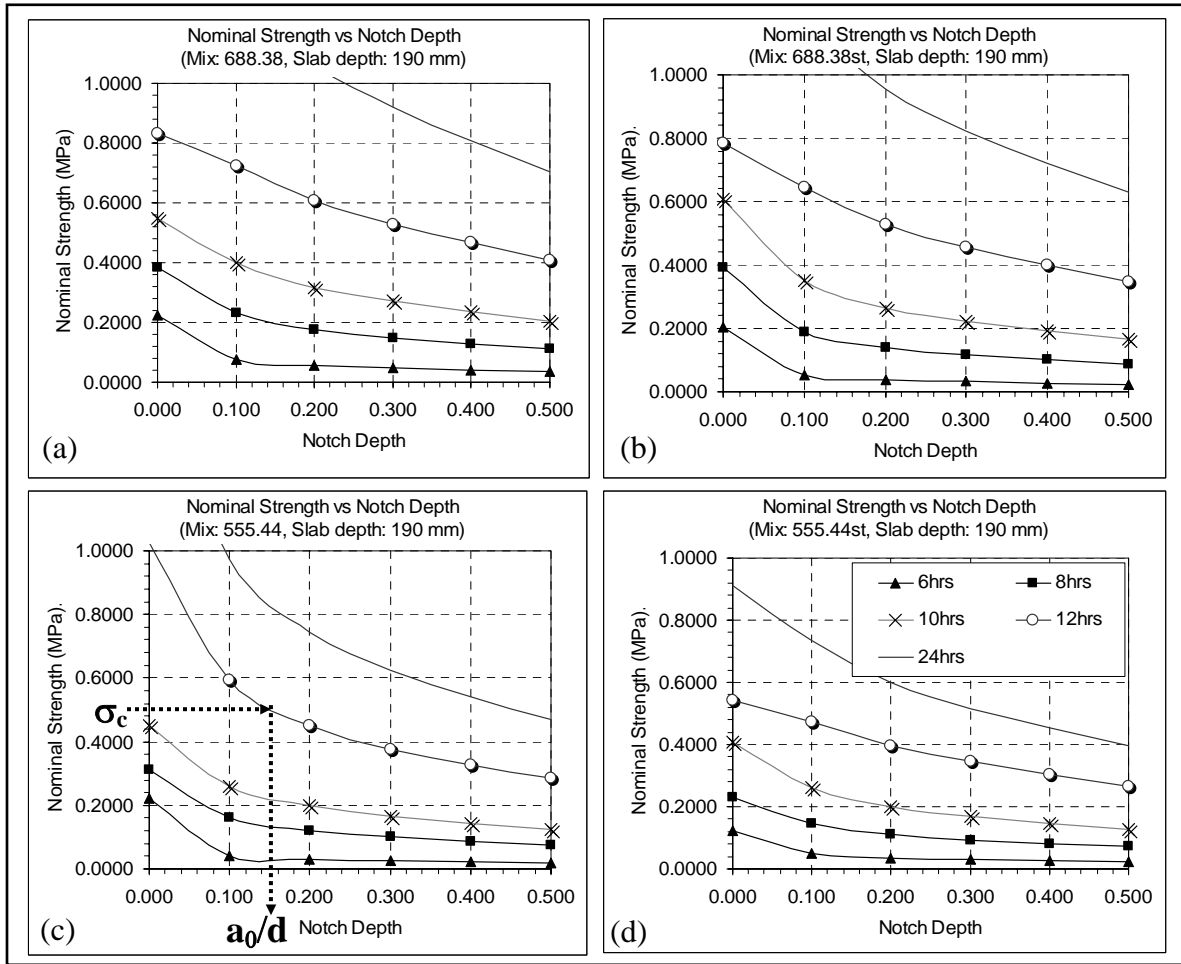 Nominal Strength vs Notch Depth
(Mix: 688.38, Slab depth: 190 mm)
Nominal Strength (MPa)
1.0000
0.8000
0.6000
0.4000
0.2000
0.0000
0.000 0.100 0.200 0.300 0.400 0.500
Notch Depth
(a)
Nominal Strength vs Notch Depth
(Mix: 688.38st, Slab depth: 190 mm)
Nominal Strength (MPa).
1.0000
0.8000
0.6000
0.4000
0.2000
0.0000
0.000 0.100 0.200 0.300 0.400 0.500
Notch Depth
(b)
Nominal Strength vs Notch Depth
(Mix: 555.44, Slab depth: 190 mm)
Nominal Strength (MPa).
1.0000
0.8000
0.6000
σc
0.4000
0.2000
0.0000
0.000 0.100 0.200 0.300 0.400 0.500
a0/d
Notch Depth
(c)
Nominal Strength vs Notch Depth
(Mix: 555.44st, Slab depth: 190 mm)
Nominal Strength (MPa).
1.0000
0.8000
0.6000
0.4000
0.2000
0.0000
6hrs 8hrs
10hrs 12hrs
24hrs
0.000 0.100 0.200 0.300 0.400 0.500
Notch Depth
(d)